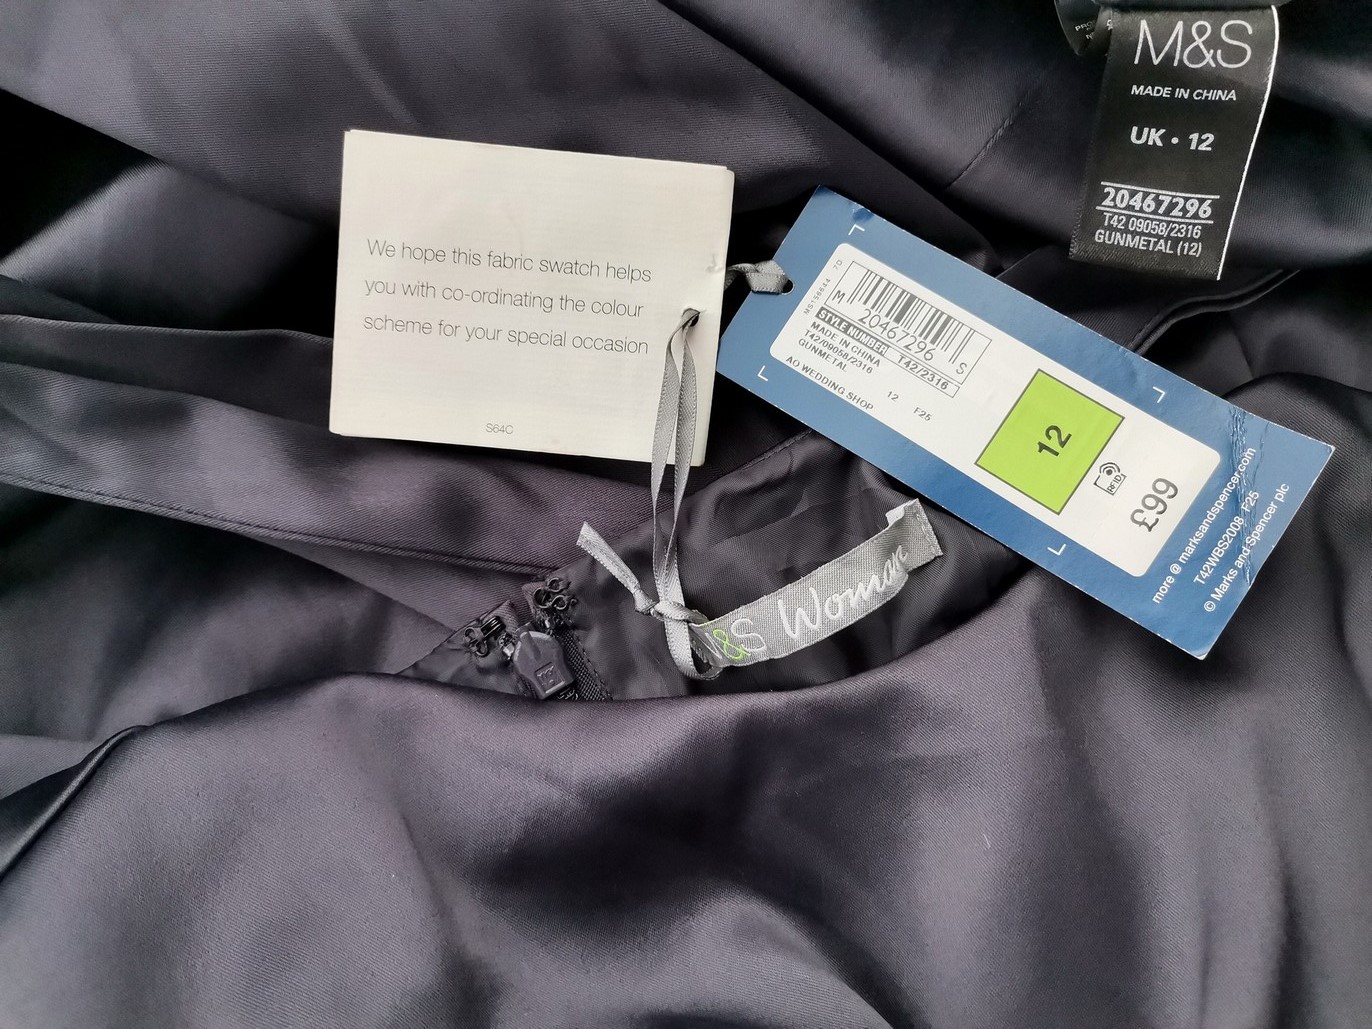 M&S
MADE IN CHINA
UK • 12
20467296
T42 09058/2316
GUNMETAL (12)
We hope this fabric swatch helps
you with co-ordinating the colour
scheme for your special occasion
S64C
M 20467296 S
STYLE NUMBER T42/2316
MADE IN CHINA
T42/09058/2316
GUNMETAL
12 F25
AO WEDDING SHOP
12
RFID
£99
more @ marksandspencer.com
T42WBS2008 F25
© Marks and Spencer plc
M&S Woman